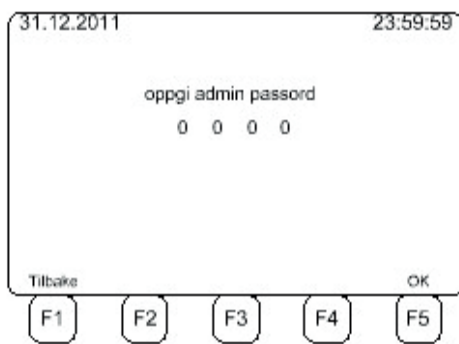 31.12.2011 23:59:59
oppgi admin passord
0 0 0 0
Tilbake OK
F1 F2 F3 F4 F5